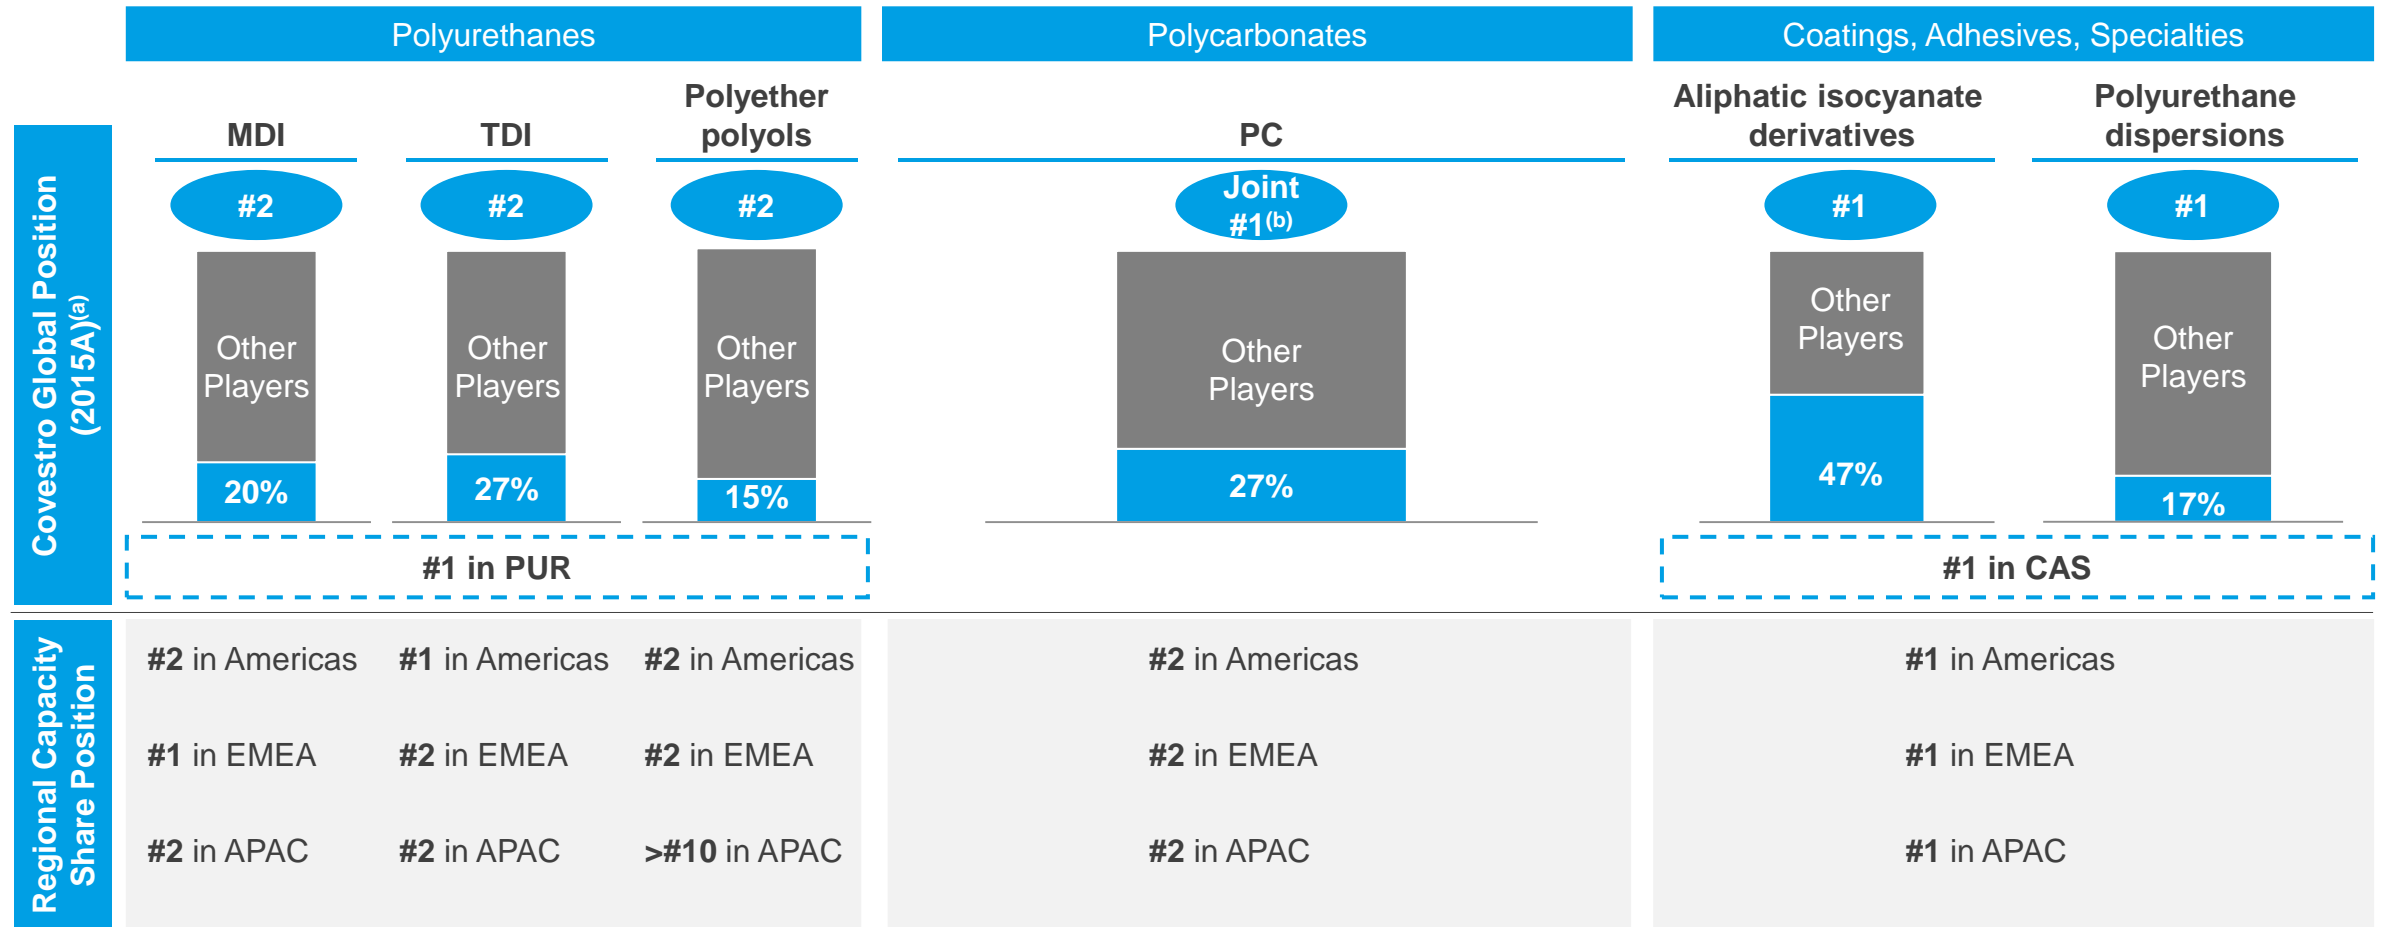 Polyurethanes
Polycarbonates
Coatings, Adhesives, Specialties
Covestro Global Position
(2015A)(a)
MDI
TDI
Polyether
polyols
PC
Aliphatic isocyanate
derivatives
Polyurethane
dispersions
#2
#2
#2
Joint
#1(b)
#1
#1
Other
Players
20%
Other
Players
27%
Other
Players
15%
Other
Players
27%
Other
Players
47%
Other
Players
17%
#1 in PUR
#1 in CAS
Regional Capacity
Share Position
#2 in Americas
#1 in Americas
#2 in Americas
#2 in Americas
#1 in Americas
#1 in EMEA
#2 in EMEA
#2 in EMEA
#2 in EMEA
#1 in EMEA
#2 in APAC
#2 in APAC
>#10 in APAC
#2 in APAC
#1 in APAC